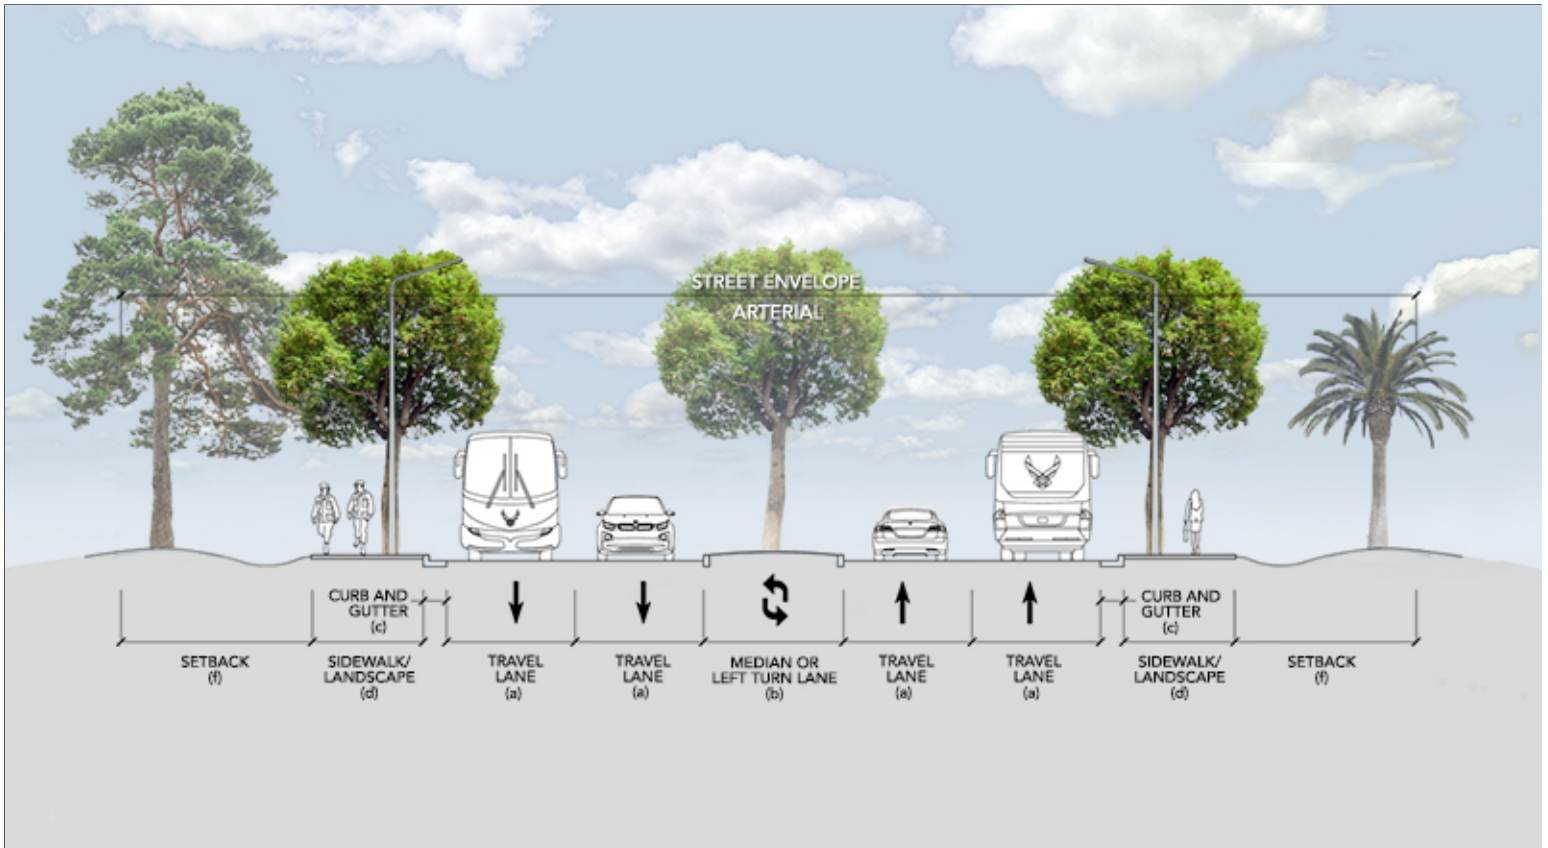 STREET ENVELOPE
ARTERIAL
CURB AND
GUTTER
(c)
CURB AND
GUTTER
(c)
SETBACK
(f)
SIDEWALK/
LANDSCAPE
(d)
TRAVEL
LANE
(a)
TRAVEL
LANE
(a)
MEDIAN OR
LEFT TURN LANE
(b)
TRAVEL
LANE
(a)
TRAVEL
LANE
(a)
SIDEWALK/
LANDSCAPE
(d)
SETBACK
(f)